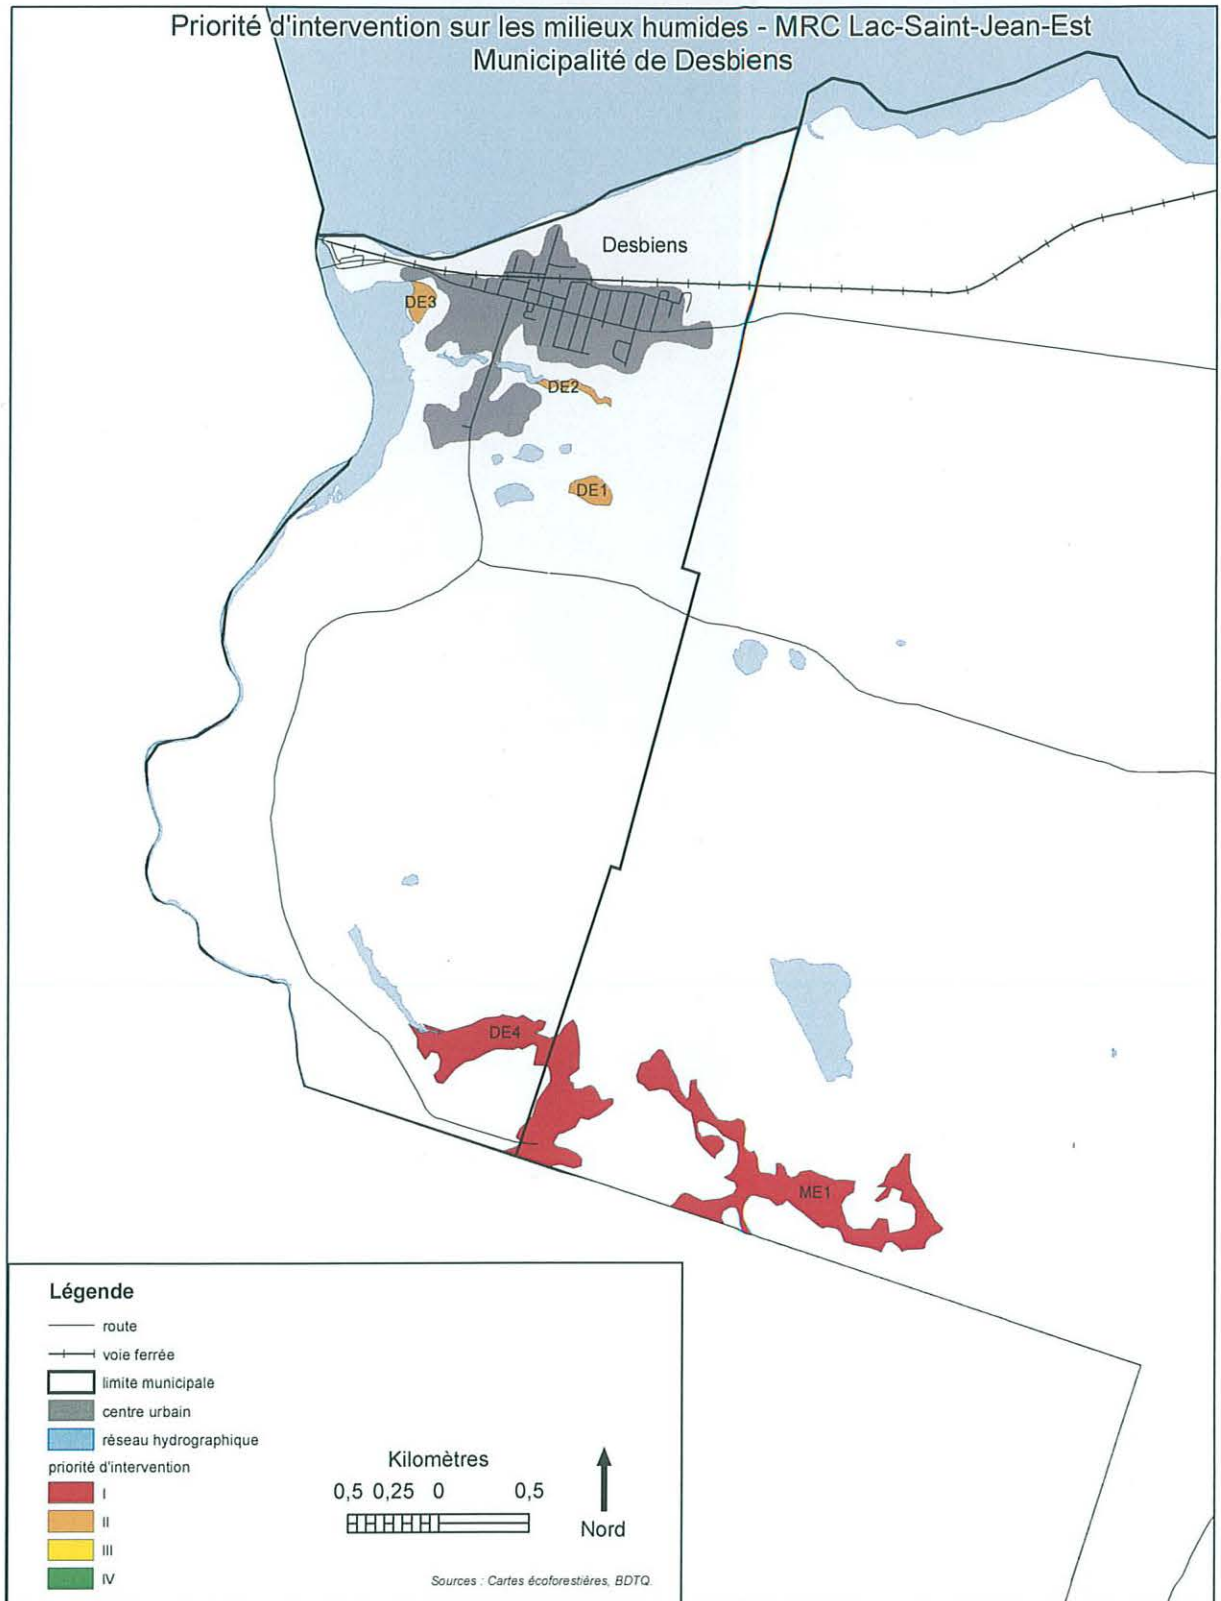 Priorité d'intervention sur les milieux humides - MRC Lac-Saint-Jean-Est
Municipalité de Desbiens
Desbiens
DE3
DE2
DE1
DE4
ME1
Légende
route
voie ferrée
limite municipale
centre urbain
réseau hydrographique
priorité d'intervention
I
II
III
IV
Kilomètres
0,5 0,25 0 0,5
Nord
Sources : Cartes écoforestières, BDTQ.